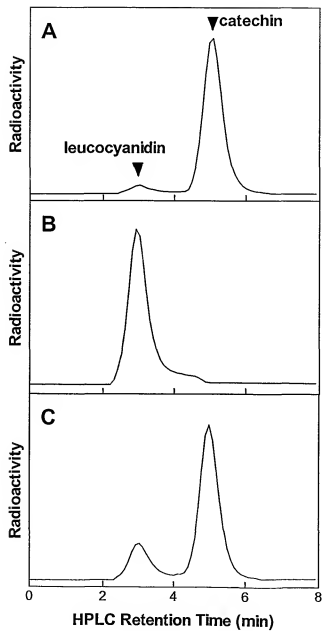 A
catechin
leucocyanidin
Radioactivity
B
Radioactivity
C
Radioactivity
0 2 4 6 8
HPLC Retention Time (min)